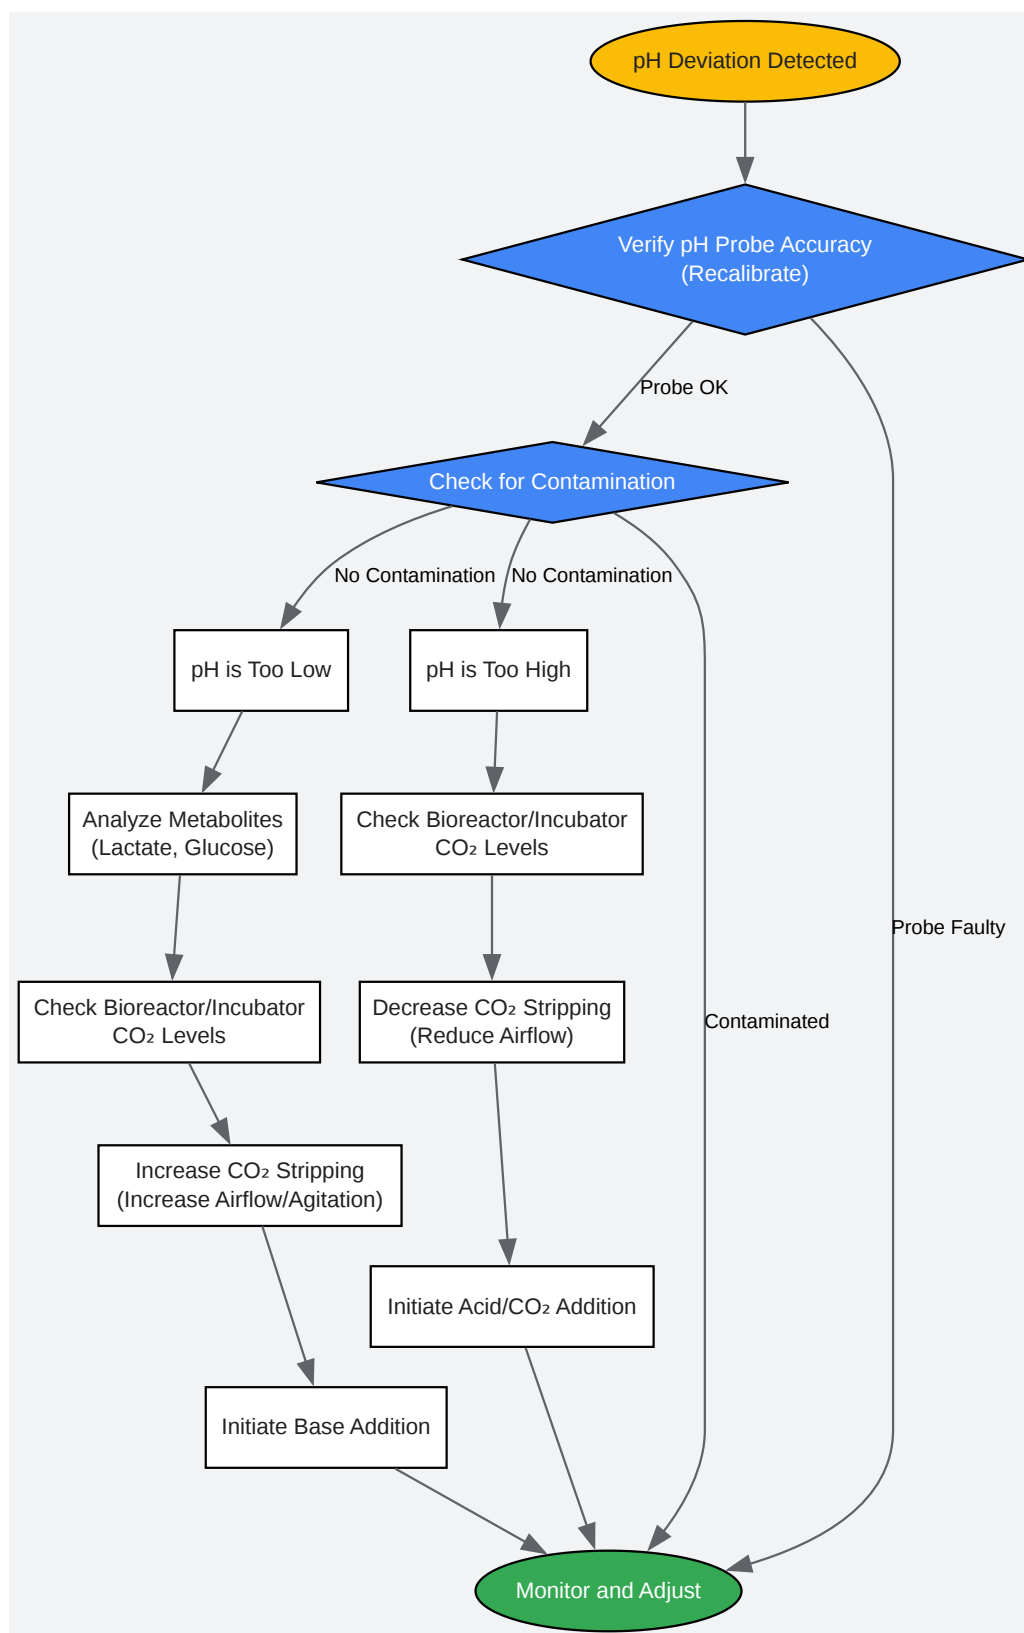 pH Deviation Detected
Verify pH Probe Accuracy
(Recalibrate)
Probe OK
Check for Contamination
No Contamination
No Contamination
pH is Too Low
pH is Too High
Analyze Metabolites
(Lactate, Glucose)
Check Bioreactor/Incubator
CO₂ Levels
Probe Faulty
Check Bioreactor/Incubator
CO₂ Levels
Decrease CO₂ Stripping
(Reduce Airflow)
Contaminated
Increase CO₂ Stripping
(Increase Airflow/Agitation)
Initiate Acid/CO₂ Addition
Initiate Base Addition
Monitor and Adjust